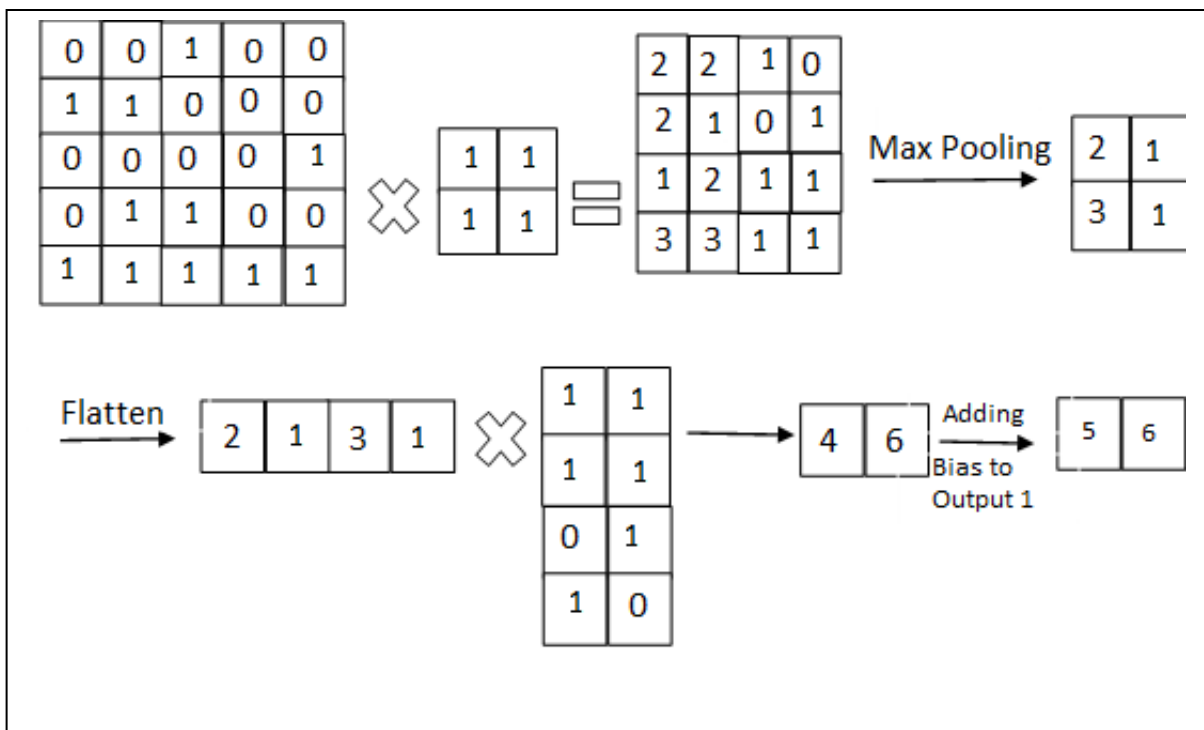 0 0 1 0 0
1 1 0 0 0
0 0 0 0 1
0 1 1 0 0
1 1 1 1 1
1 1
1 1
2 2 1 0
2 1 0 1
1 2 1 1
3 3 1 1
Max Pooling
2 1
3 1
Flatten
2 1 3 1
1 1
1 1
0 1
1 0
4 6
Adding
Bias to
Output 1
5 6